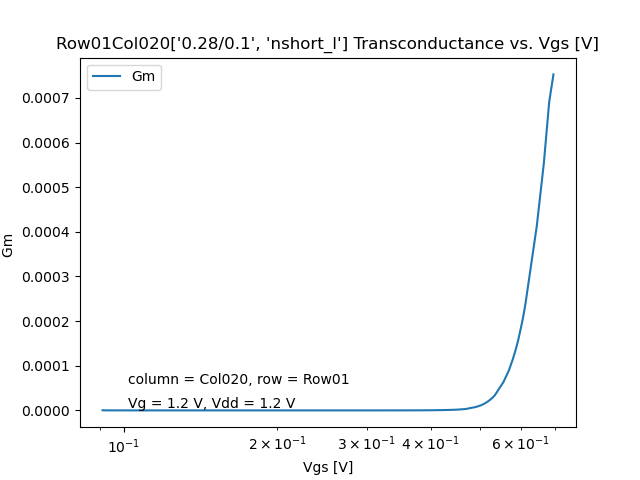 Row01Col020['0.28/0.1', 'nshort_l'] Transconductance vs. Vgs [V]
Gm
0.0007
0.0006
0.0005
0.0004
0.0003
0.0002
0.0001
0.0000
Gm
column = Col020, row = Row01
Vg = 1.2 V, Vdd = 1.2 V
10⁻¹
2 × 10⁻¹
3 × 10⁻¹
4 × 10⁻¹
6 × 10⁻¹
Vgs [V]